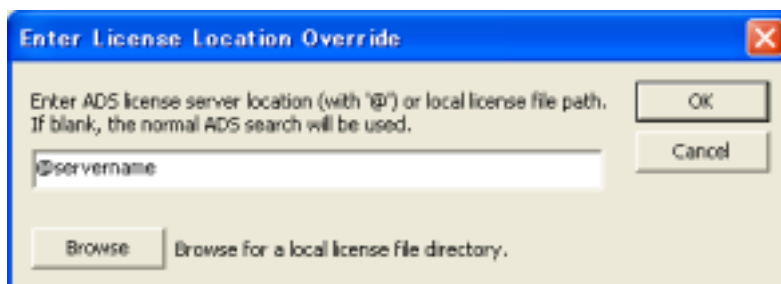 Enter License Location Override
Enter ADS license server location (with '@') or local license file path.
If blank, the normal ADS search will be used.
OK
@servername
Cancel
Browse
Browse for a local license file directory.